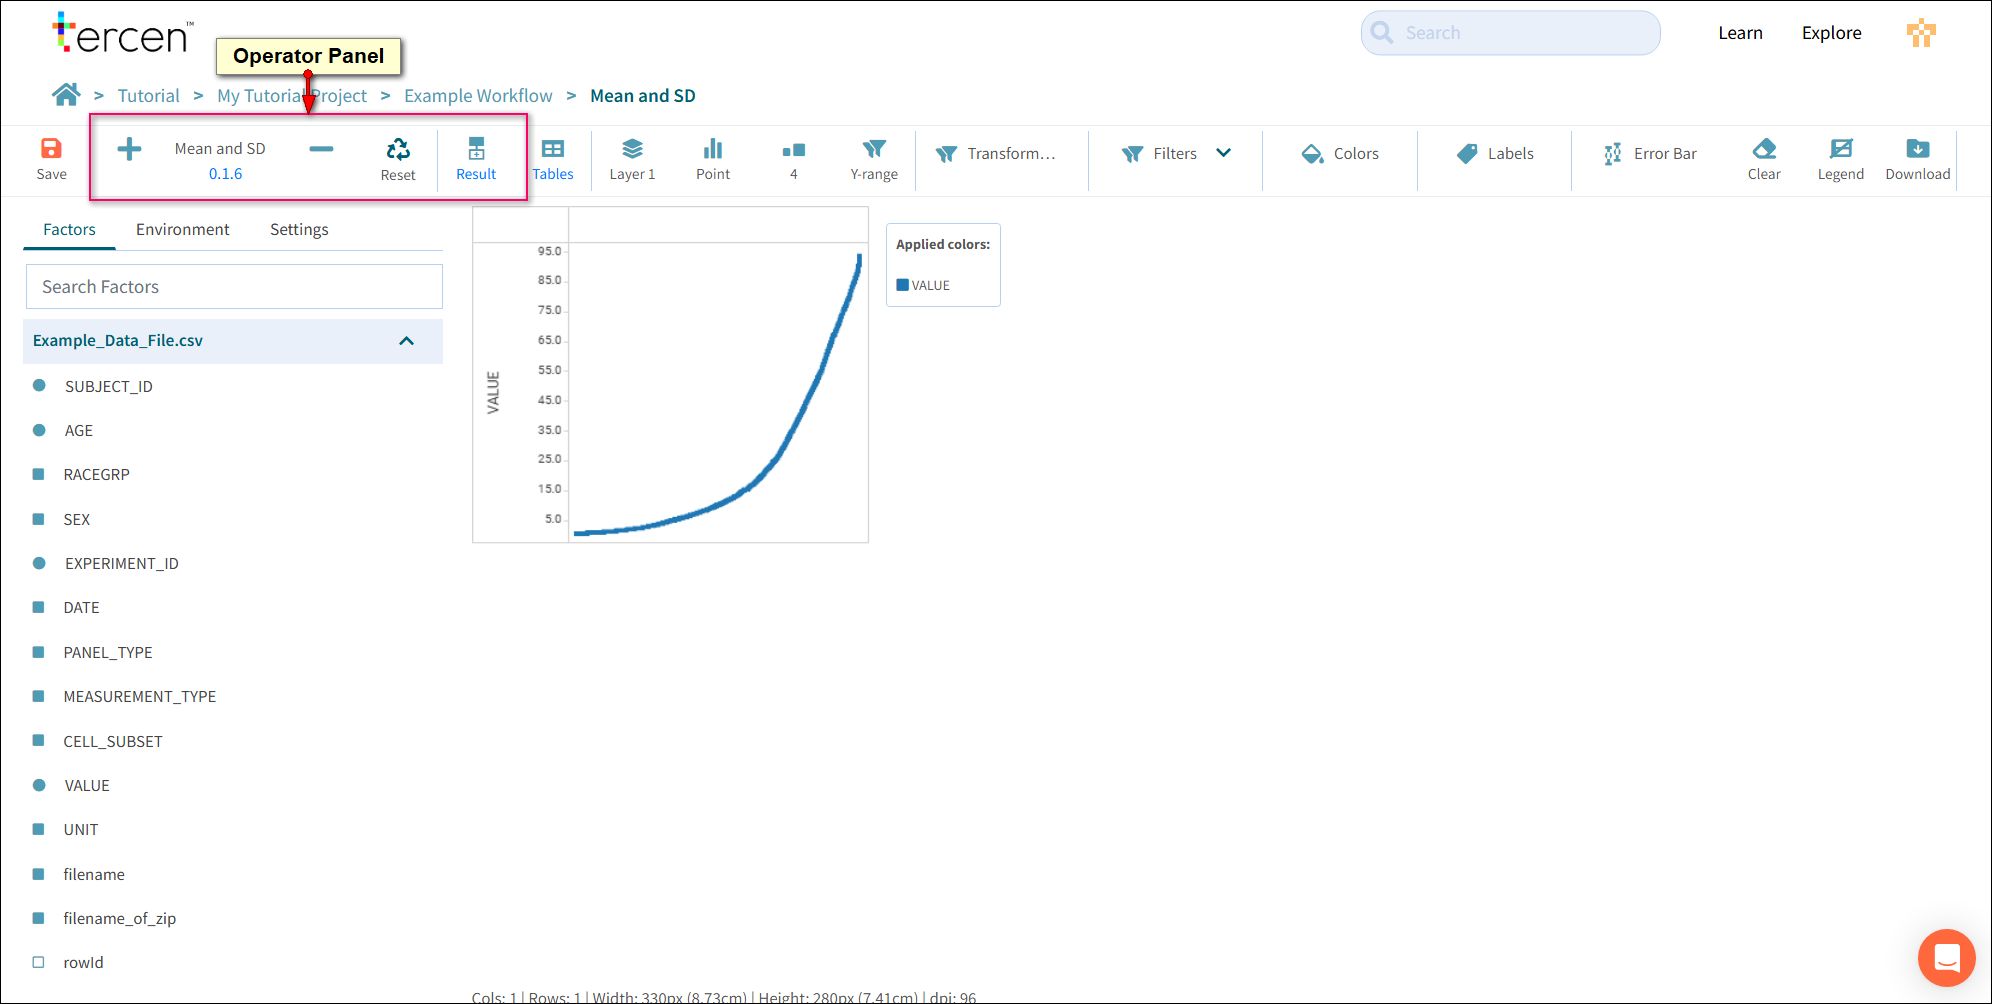 tercen™
Search
Learn
Explore
Operator Panel
> Tutorial > My Tutorial Project > Example Workflow > Mean and SD
Save
Mean and SD
0.1.6
Reset
Result
Tables
Layer 1
Point
4
Y-range
Transform...
Filters
Colors
Labels
Error Bar
Clear
Legend
Download
Factors
Environment
Settings
Search Factors
Example_Data_File.csv
SUBJECT_ID
AGE
RACEGRP
SEX
EXPERIMENT_ID
DATE
PANEL_TYPE
MEASUREMENT_TYPE
CELL_SUBSET
VALUE
UNIT
filename
filename_of_zip
rowId
VALUE
95.0
85.0
75.0
65.0
55.0
45.0
35.0
25.0
15.0
5.0
Applied colors:
VALUE
Cols: 1 | Rows: 1 | Width: 330px (8.73cm) | Height: 280px (7.41cm) | dpi: 96